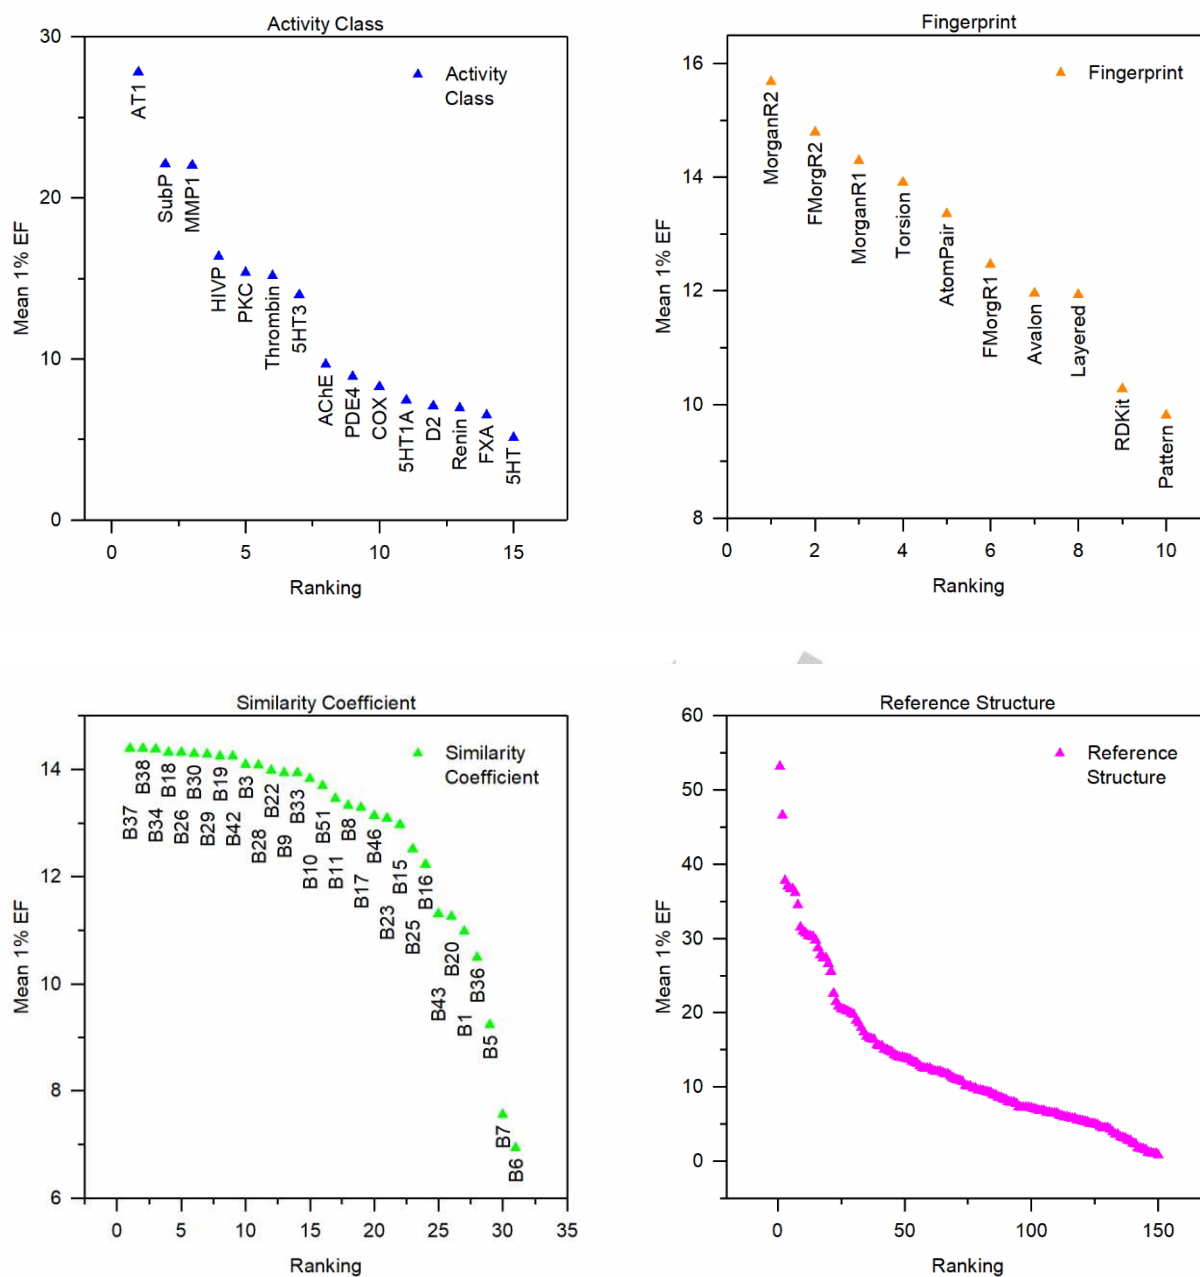 Activity Class
30
20
10
0
Mean 1% EF
Activity
Class
AT1
SubP
MMP1
HIVP
PKC
Thrombin
5HT3
AChE
PDE4
COX
5HT1A
D2
Renin
FXA
5HT
0 5 10 15
Ranking
Fingerprint
16
14
12
10
8
Mean 1% EF
Fingerprint
MorganR2
FMorgR2
MorganR1
Torsion
AtomPair
FMorgR1
Avalon
Layered
RDKit
Pattern
0 2 4 6 8 10
Ranking
Similarity Coefficient
14
12
10
8
6
Mean 1% EF
Similarity
Coefficient
B37
B38
B34
B18
B26
B30
B29
B19
B42
B3
B28
B22
B9
B33
B10
B51
B11
B8
B17
B46
B23
B15
B25
B16
B43
B20
B1
B36
B5
B7
B6
0 5 10 15 20 25 30 35
Ranking
Reference Structure
60
50
40
30
20
10
0
Mean 1% EF
Reference
Structure
0 50 100 150
Ranking